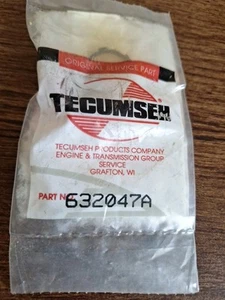 ORIGINAL SERVICE PART
TECUMSEH
TECUMSEH PRODUCTS COMPANY
ENGINE & TRANSMISSION GROUP
SERVICE
GRAFTON, WI
PART NO.
632047A